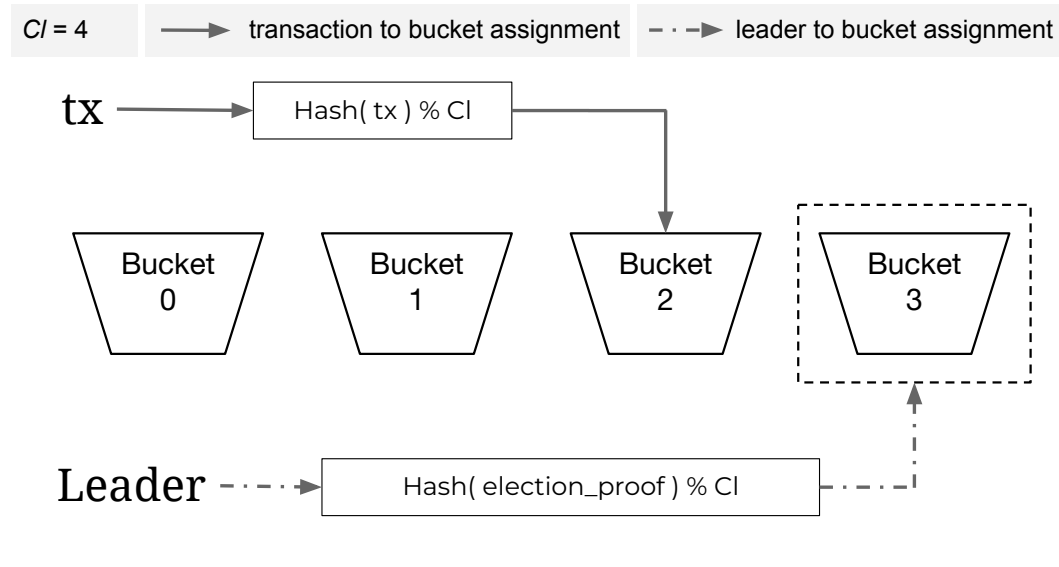 Cl = 4
transaction to bucket assignment
leader to bucket assignment
tx
Hash( tx ) % Cl
Bucket
0
Bucket
1
Bucket
2
Bucket
3
Leader
Hash( election_proof ) % Cl